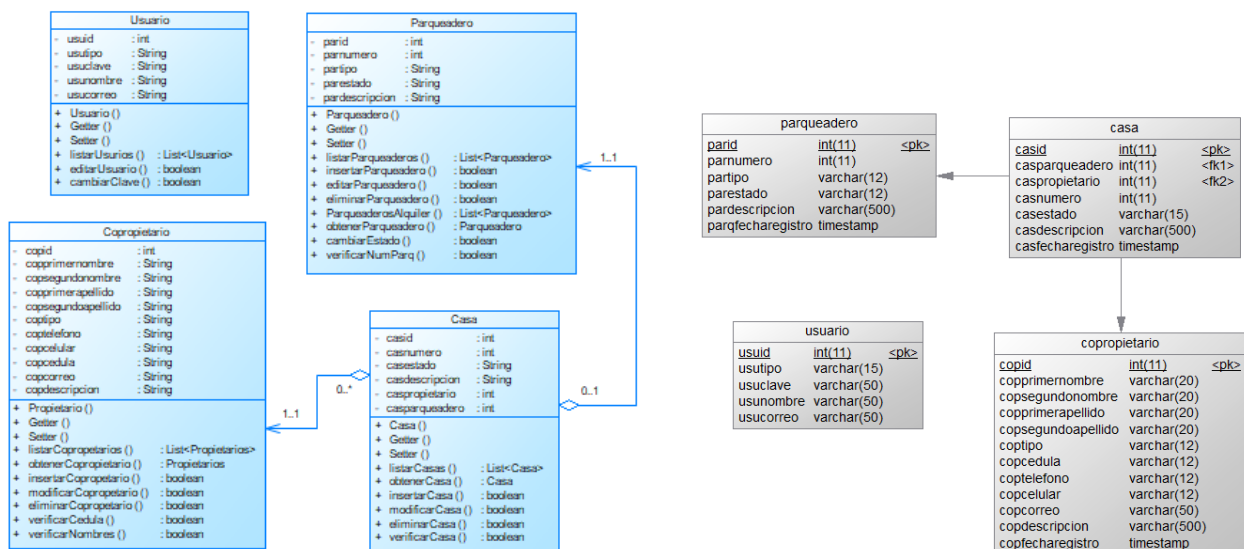 Usuario
- usuid : int
- usutipo : String
- usuclave : String
- usunombre : String
- usucorreo : String
+ Usuario ()
+ Getter ()
+ Setter ()
+ listarUsurios () : List<Usuario>
+ editarUsuario () : boolean
+ cambiarClave () : boolean
Parqueadero
- parid : int
- parnumero : int
- partipo : String
- parestado : String
- pardescripcion : String
+ Parqueadero ()
+ Getter ()
+ Setter ()
+ listarParqueaderos () : List<Parqueadero>
+ insertarParqueadero () : boolean
+ editarParqueadero () : boolean
+ eliminarParqueadero () : boolean
+ ParqueaderosAlquiler () : List<Parqueadero>
+ obtenerParqueadero () : Parqueadero
+ cambiarEstado () : boolean
+ verificarNumParq () : boolean
1..1
Copropietario
- copid : int
- copprimernombre : String
- copsegundonombre : String
- copprimerapellido : String
- copsegundoapellido : String
- coptipo : String
- coptelefono : String
- copcelular : String
- copcedula : String
- copcorreo : String
- copdescripcion : String
+ Propietario ()
+ Getter ()
+ Setter ()
+ listarCopropetarios () : List<Propietarios>
+ obtenerCopropietario () : Propietarios
+ insertarCopropetario () : boolean
+ modificarCopropetario () : boolean
+ eliminarCopropetario () : boolean
+ verificarCedula () : boolean
+ verificarNombres () : boolean
1..1
0..*
Casa
- casid : int
- casnumero : int
- casestado : String
- casdescripcion : String
- caspropietario : int
- casparqueadero : int
+ Casa ()
+ Getter ()
+ Setter ()
+ listarCasas () : List<Casa>
+ obtenerCasa () : Casa
+ insertarCasa () : boolean
+ modificarCasa () : boolean
+ eliminarCasa () : boolean
+ verificarCasa () : boolean
0..1
parqueadero
parid int(11) <pk>
parnumero int(11)
partipo varchar(12)
parestado varchar(12)
pardescripcion varchar(500)
parqfecharegistro timestamp
casa
casid int(11) <pk>
casparqueadero int(11) <fk1>
caspropietario int(11) <fk2>
casnumero int(11)
casestado varchar(15)
casdescripcion varchar(500)
casfecharegistro timestamp
usuario
usuid int(11) <pk>
usutipo varchar(15)
usuclave varchar(50)
usunombre varchar(50)
usucorreo varchar(50)
copropietario
copid int(11) <pk>
copprimernombre varchar(20)
copsegundonombre varchar(20)
copprimerapellido varchar(20)
copsegundoapellido varchar(20)
coptipo varchar(12)
copcedula varchar(12)
coptelefono varchar(12)
copcelular varchar(12)
copcorreo varchar(50)
copdescripcion varchar(500)
copfecharegistro timestamp